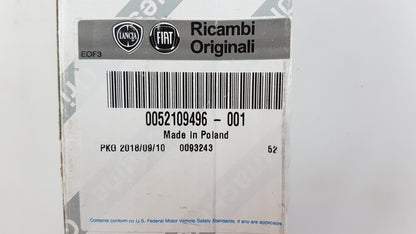 LANCIA FIAT Ricambi
Originali
EOF3
0052109496 - 001
Made in Poland
PKG 2018/09/10 0093243 52
Contents conform to U.S. Federal Motor Vehicle Safety Standards, if any are applicable